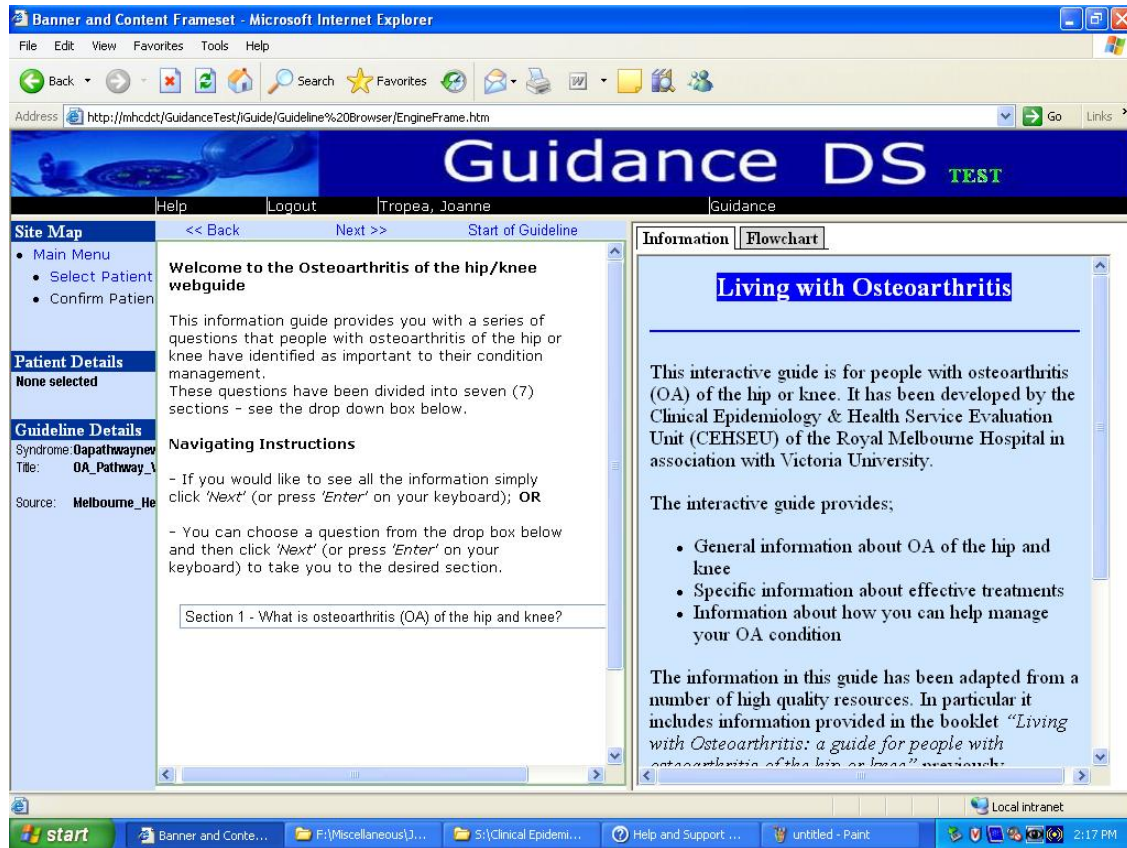 Banner and Content Frameset - Microsoft Internet Explorer
File Edit View Favorites Tools Help
Back Search Favorites
Address http://mhcdct/GuidanceTest/iGuide/Guideline%20Browser/EngineFrame.htm Go Links
Guidance DS TEST
Help Logout Tropea, Joanne Guidance
Site Map
• Main Menu
• Select Patient
• Confirm Patien
Patient Details
None selected
Guideline Details
Syndrome: Oapathwaynew
Title: OA_Pathway_V
Source: Melbourne_He
<< Back Next >> Start of Guideline
Welcome to the Osteoarthritis of the hip/knee
webguide
This information guide provides you with a series of
questions that people with osteoarthritis of the hip or
knee have identified as important to their condition
management.
These questions have been divided into seven (7)
sections - see the drop down box below.
Navigating Instructions
- If you would like to see all the information simply
click 'Next' (or press 'Enter' on your keyboard); OR
- You can choose a question from the drop box below
and then click 'Next' (or press 'Enter' on your
keyboard) to take you to the desired section.
Section 1 - What is osteoarthritis (OA) of the hip and knee?
Information Flowchart
Living with Osteoarthritis
This interactive guide is for people with osteoarthritis
(OA) of the hip or knee. It has been developed by the
Clinical Epidemiology & Health Service Evaluation
Unit (CEHSEU) of the Royal Melbourne Hospital in
association with Victoria University.
The interactive guide provides;
• General information about OA of the hip and
knee
• Specific information about effective treatments
• Information about how you can help manage
your OA condition
The information in this guide has been adapted from a
number of high quality resources. In particular it
includes information provided in the booklet "Living
with Osteoarthritis: a guide for people with
osteoarthritis of the hip or knee" previously
Local intranet
start Banner and Conte... F:\Miscellaneous\J... S:\Clinical Epidemi... Help and Support ... untitled - Paint 2:17 PM